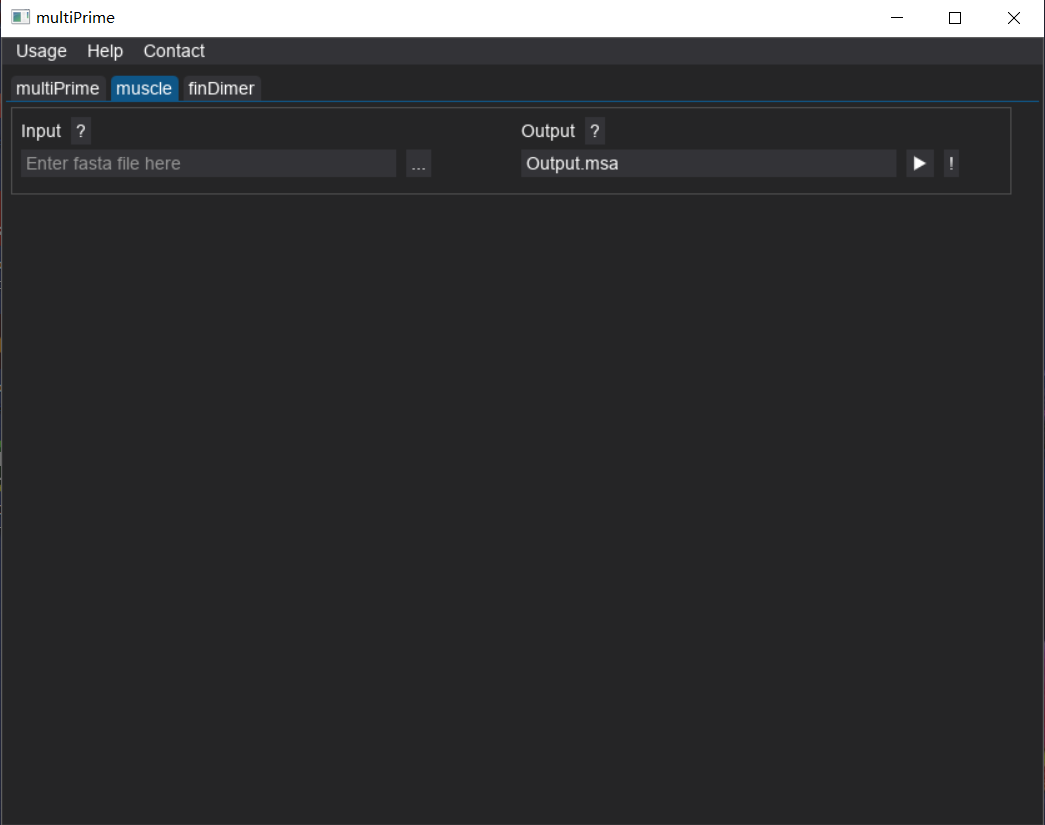 multiPrime
Usage Help Contact
multiPrime muscle finDimer
Input ? Output ?
Enter fasta file here ... Output.msa ▶ !